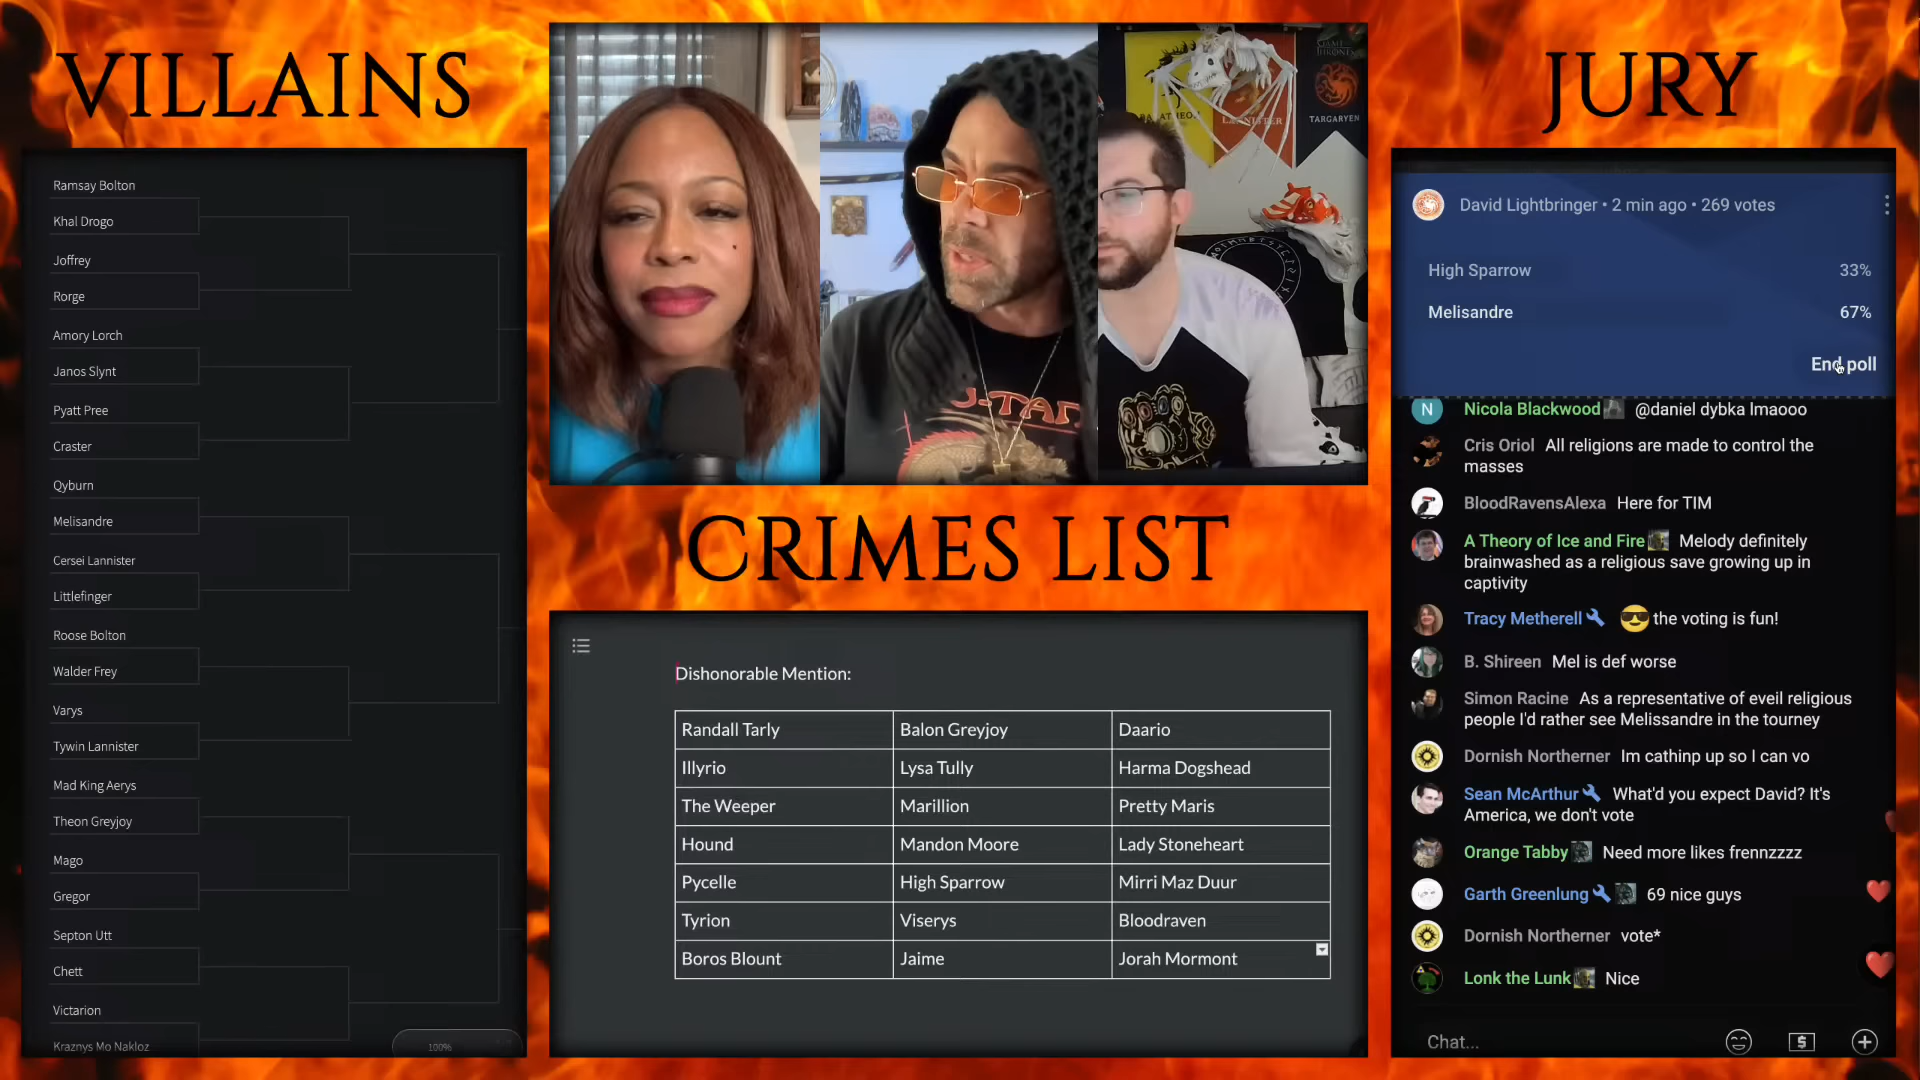 VILLAINS
Ramsay Bolton
Khal Drogo
Joffrey
Rorge
Amory Lorch
Janos Slynt
Pyatt Pree
Craster
Qyburn
Melisandre
Cersei Lannister
Littlefinger
Roose Bolton
Walder Frey
Varys
Tywin Lannister
Mad King Aerys
Theon Greyjoy
Mago
Gregor
Septon Utt
Chett
Victarion
Kraznys Mo Nakloz
100%
GAME
THRONES
TARGARYEN
CRIMES LIST
Dishonorable Mention:
Randall Tarly Balon Greyjoy Daario
Illyrio Lysa Tully Harma Dogshead
The Weeper Marillion Pretty Maris
Hound Mandon Moore Lady Stoneheart
Pycelle High Sparrow Mirri Maz Duur
Tyrion Viserys Bloodraven
Boros Blount Jaime Jorah Mormont
JURY
David Lightbringer • 2 min ago • 269 votes
High Sparrow 33%
Melisandre 67%
End poll
N Nicola Blackwood @daniel dybka lmaooo
Cris Oriol All religions are made to control the
masses
BloodRavensAlexa Here for TIM
A Theory of Ice and Fire Melody definitely
brainwashed as a religious save growing up in
captivity
Tracy Metherell the voting is fun!
B. Shireen Mel is def worse
Simon Racine As a representative of eveil religious
people I'd rather see Melissandre in the tourney
Dornish Northerner Im cathinp up so I can vo
Sean McArthur What'd you expect David? It's
America, we don't vote
Orange Tabby Need more likes frennzzzz
Garth Greenlung 69 nice guys
Dornish Northerner vote*
Lonk the Lunk Nice
Chat...